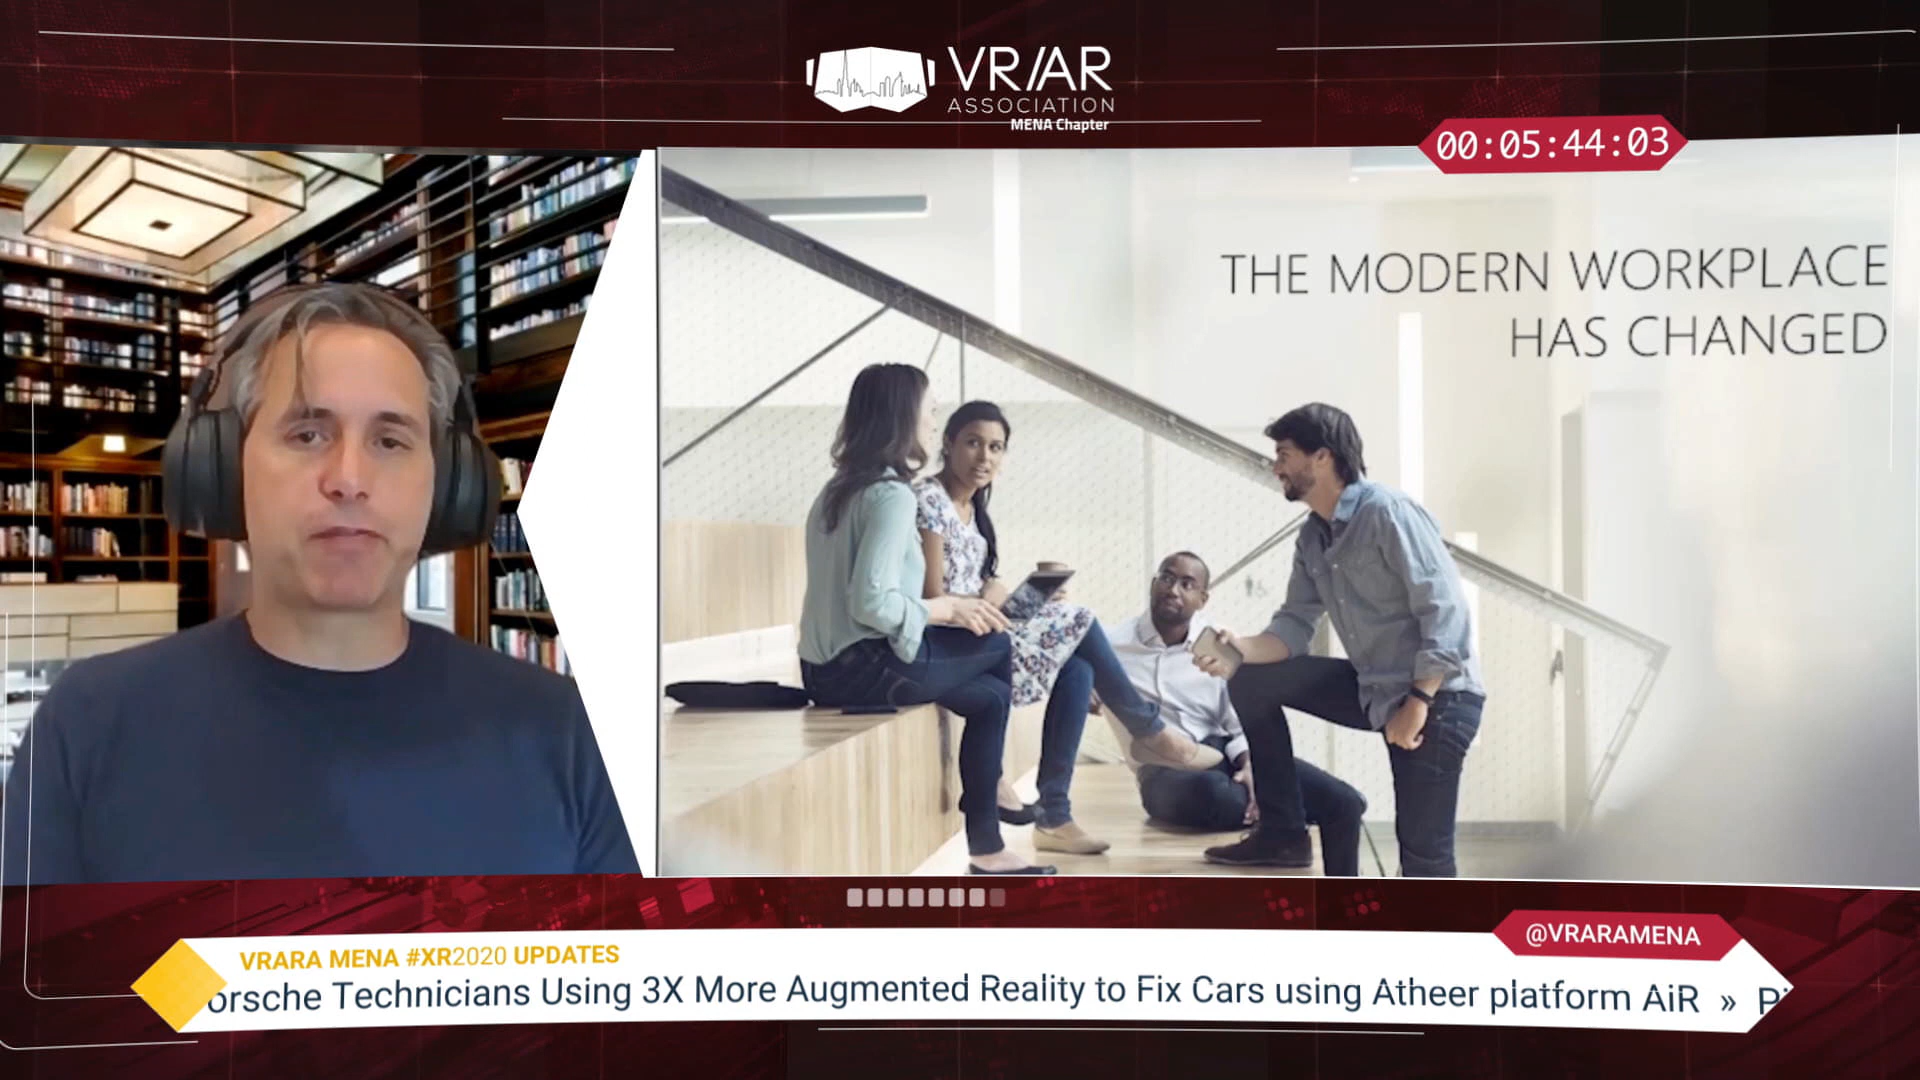 VR/AR
ASSOCIATION
MENA Chapter
00:05:44:03
THE MODERN WORKPLACE
HAS CHANGED
@VRARAMENA
VRARA MENA #XR2020 UPDATES
orsche Technicians Using 3X More Augmented Reality to Fix Cars using Atheer platform AiR »